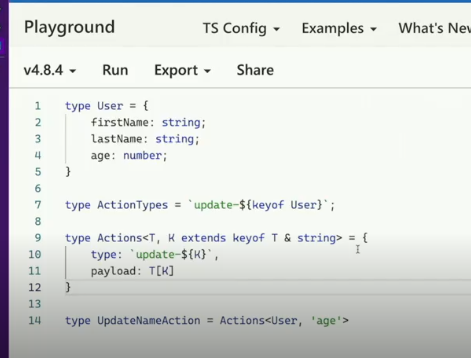 Playground
TS Config
Examples
What's New
v4.8.4
Run
Export
Share
1 type User = {
2 firstName: string;
3 lastName: string;
4 age: number;
5 }
6
7 type ActionTypes = `update-${keyof User}`;
8
9 type Actions<T, K extends keyof T & string> = {
10 type: `update-${K}`,
11 payload: T[K]
12 }
13
14 type UpdateNameAction = Actions<User, 'age'>